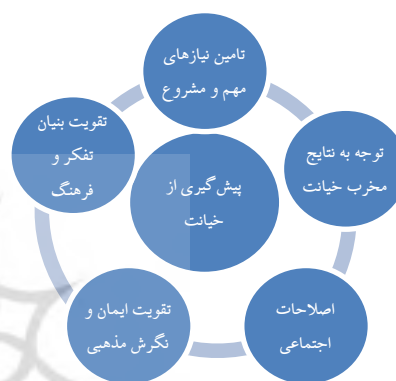 تامین نیازهای
مهم و مشروع
توجه به نتایج
مخرب خیانت
اصلاحات
اجتماعی
تقویت ایمان و
نگرش مذهبی
تقویت بنیان
تفکر و
فرهنگ
پیش‌گیری از
خیانت